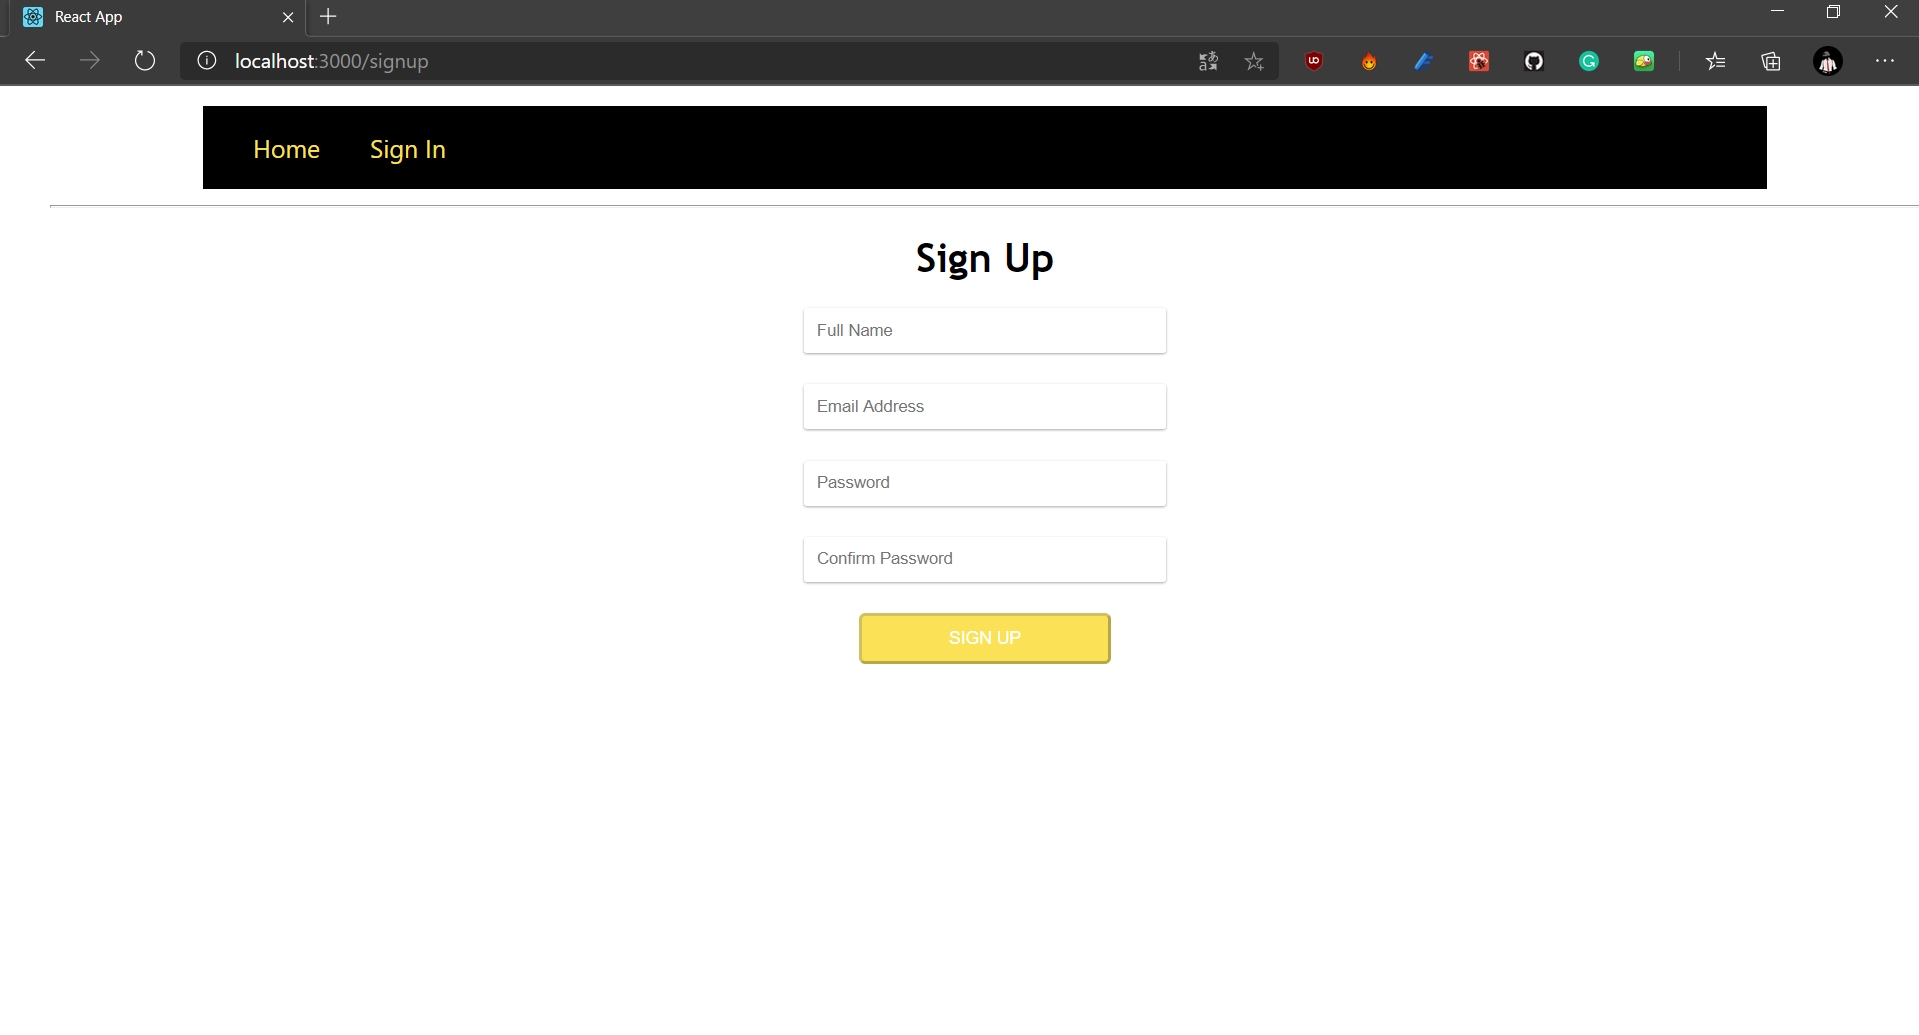 React App
localhost:3000/signup
Home Sign In
Sign Up
Full Name
Email Address
Password
Confirm Password
SIGN UP